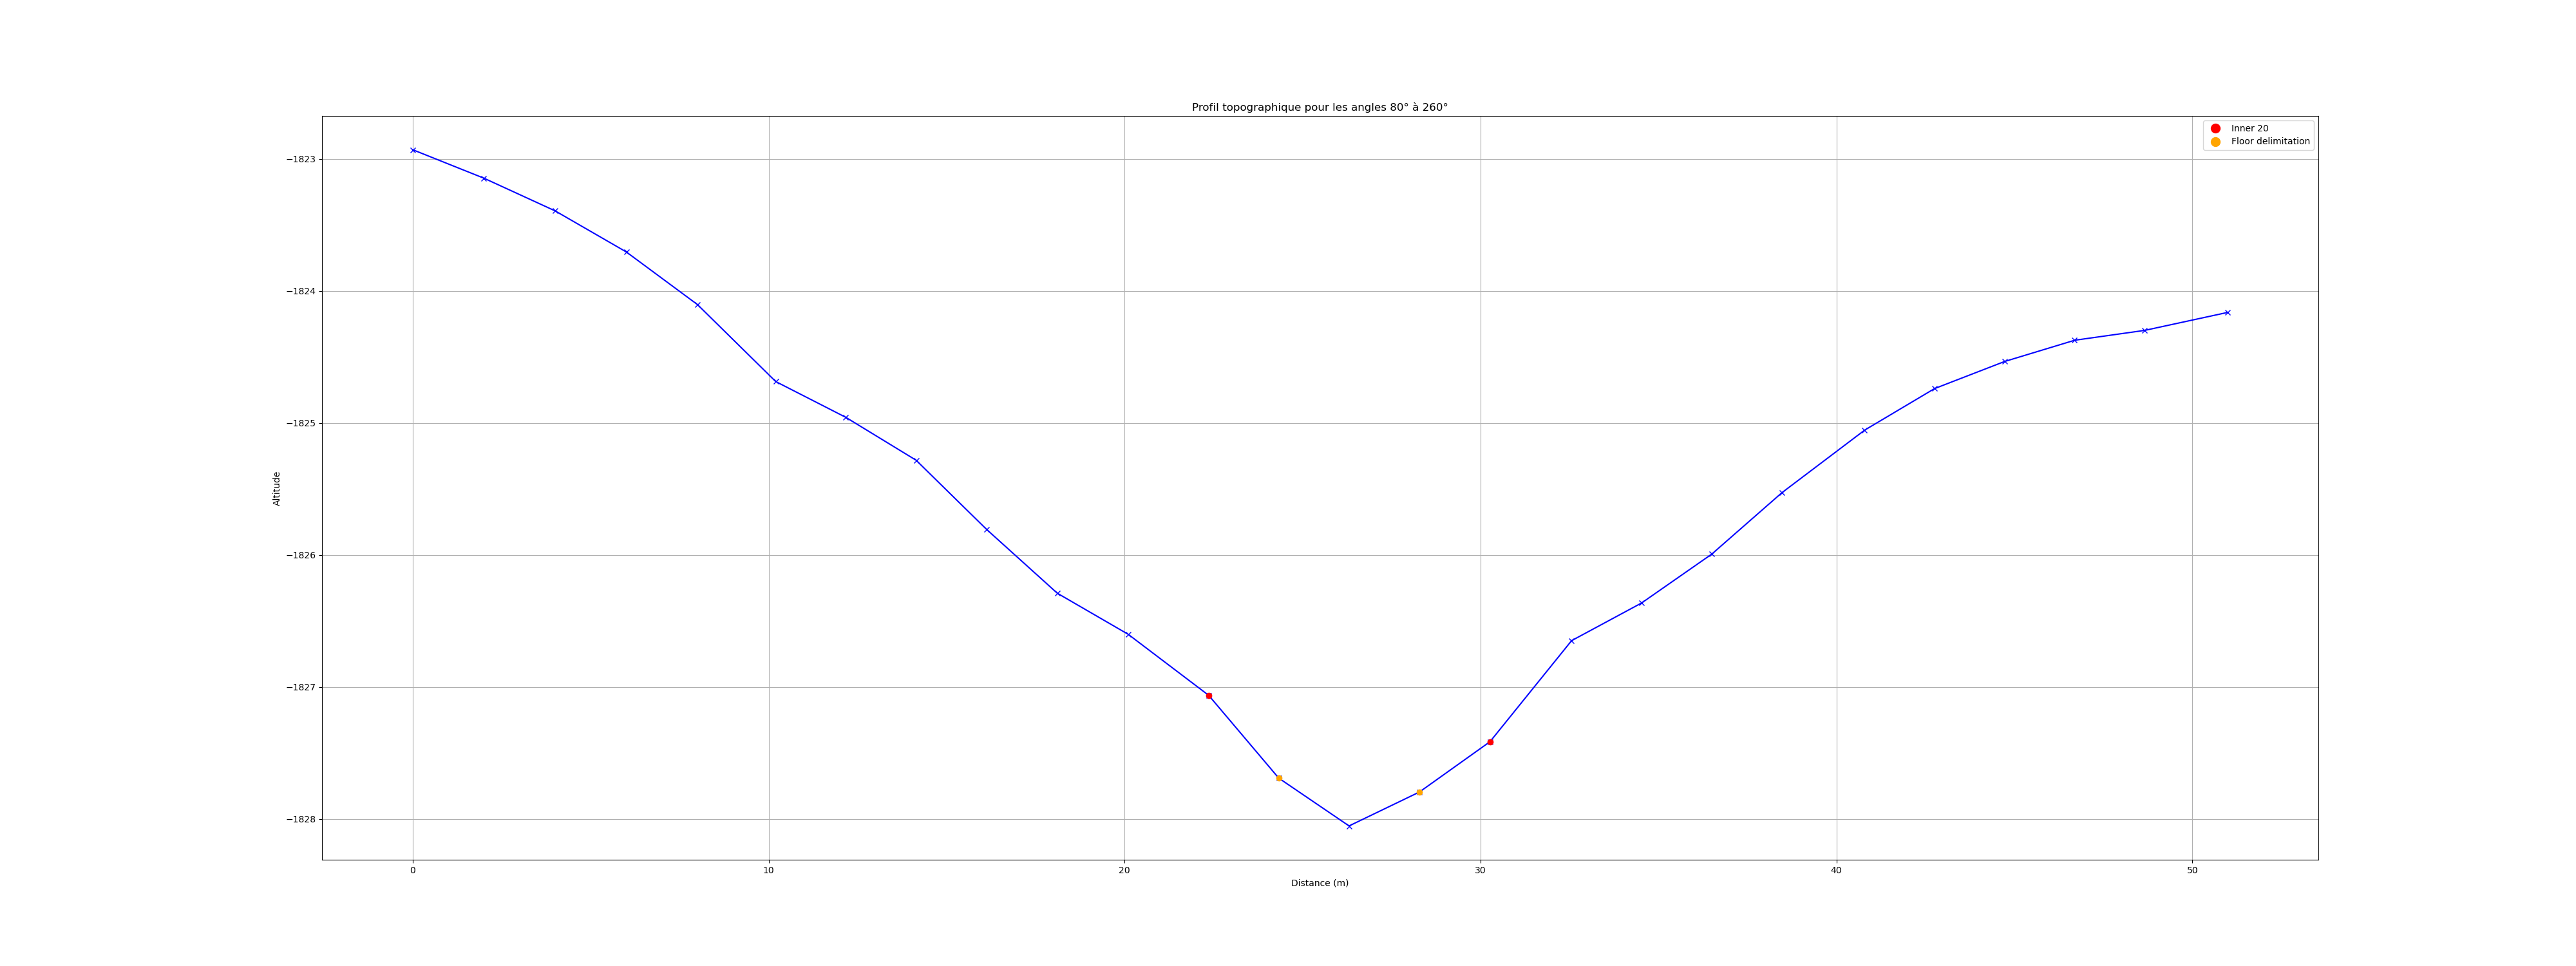 Profil topographique pour les angles 80° à 260°
Inner 20
Floor delimitation
−1823
−1824
−1825
−1826
−1827
−1828
Altitude
0 10 20 30 40 50
Distance (m)